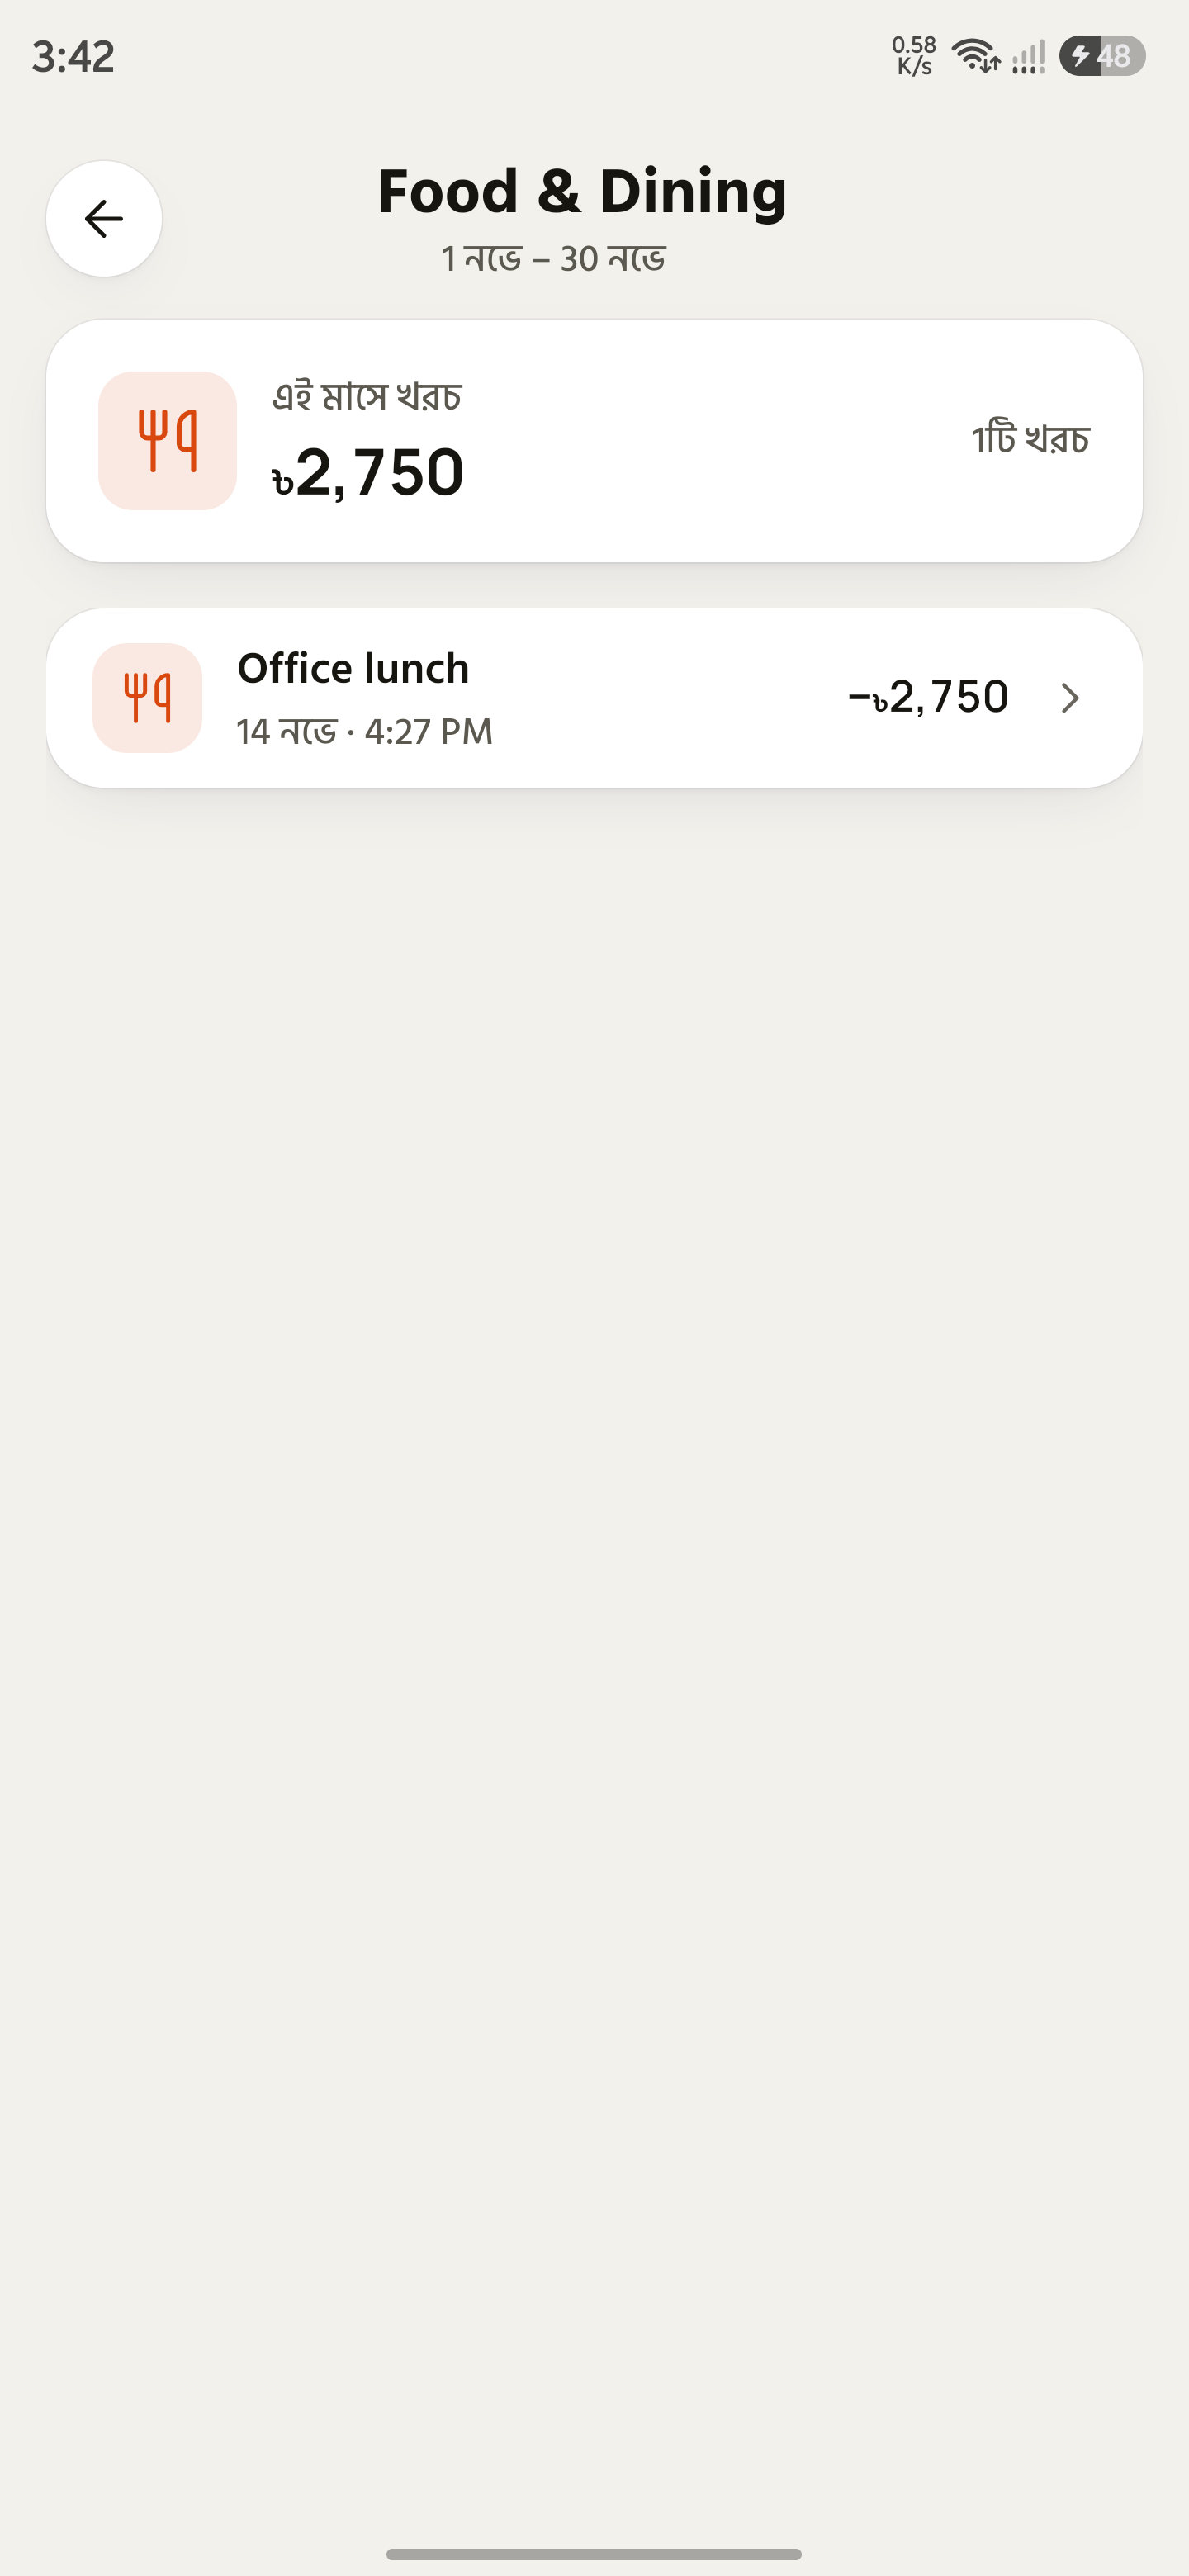 3:42
0.58
K/s
48
Food & Dining
1 নভে – 30 নভে
এই মাসে খরচ
৳2,750
1টি খরচ
Office lunch
14 নভে · 4:27 PM
−৳2,750